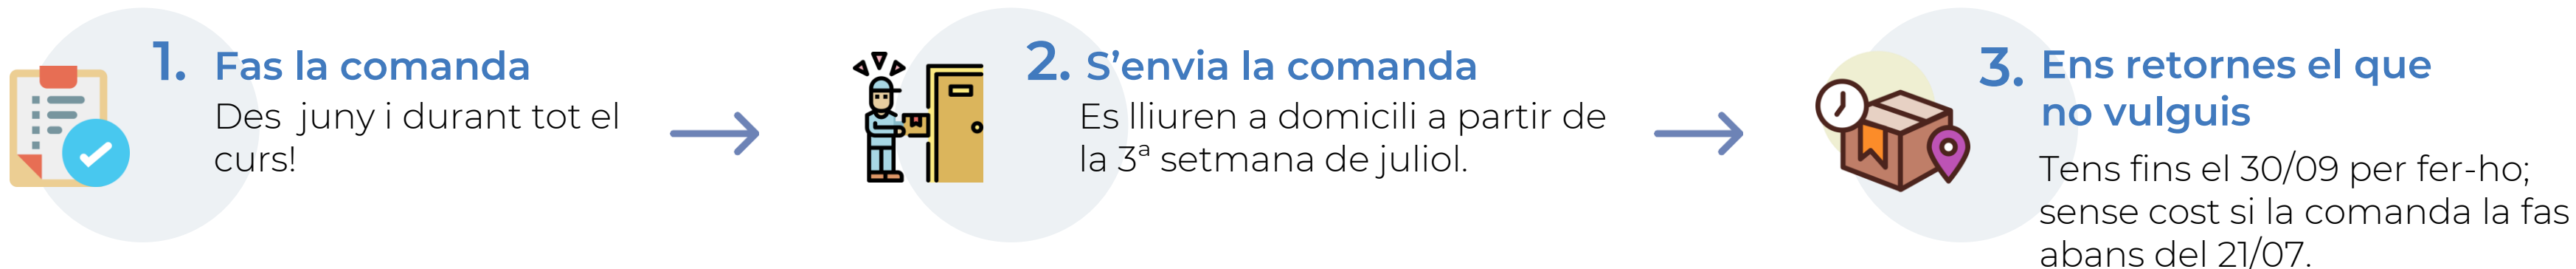 1. Fas la comanda
Des juny i durant tot el
curs!
2. S'envia la comanda
Es lliuren a domicili a partir de
la 3ª setmana de juliol.
3. Ens retornes el que
no vulguis
Tens fins el 30/09 per fer-ho;
sense cost si la comanda la fas
abans del 21/07.